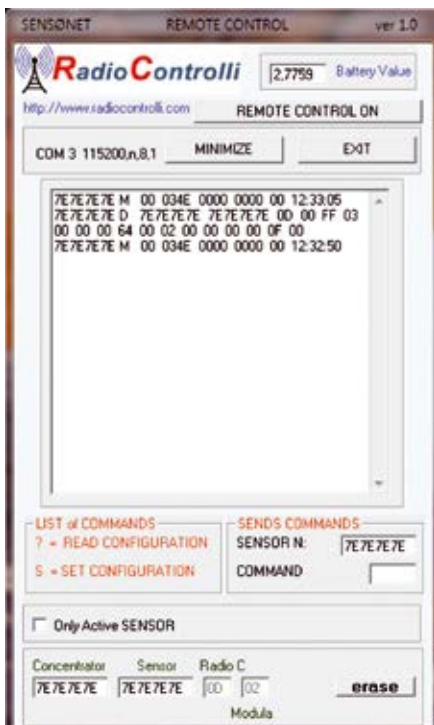 SENSØNET REMOTE CONTROL ver 1.0
RadioControlli 2,7759 Battery Value
http://www.radiocontrolli.com REMOTE CONTROL ON
COM 3 115200,n,8,1 MINIMIZE EXIT
7E7E7E7E M 00 034E 0000 0000 00 12:33:05
7E7E7E7E D 7E7E7E7E 7E7E7E7E 0D 00 FF 03
00 00 00 64 00 02 00 00 00 00 0F 00
7E7E7E7E M 00 034E 0000 0000 00 12:32:50
LIST of COMMANDS SENDS COMMANDS
? = READ CONFIGURATION SENSOR N: 7E7E7E7E
S = SET CONFIGURATION COMMAND
Only Active SENSOR
Concentrator Sensor Radio C
7E7E7E7E 7E7E7E7E 0D 02 erase
Modula